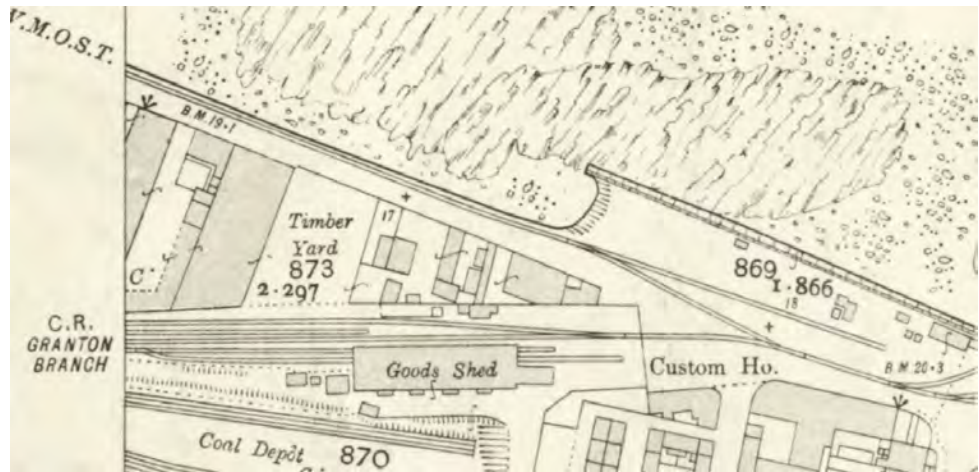 V.M.O.S.T.
B.M.19·1
Timber
Yard
873
2·297
17
C
869
1·866
18
C.R.
GRANTON
BRANCH
Goods Shed
Custom Ho.
B.M.20·3
Coal Depôt
870